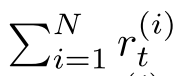 \sum_{i=1}^{N} r_t^{(i)}